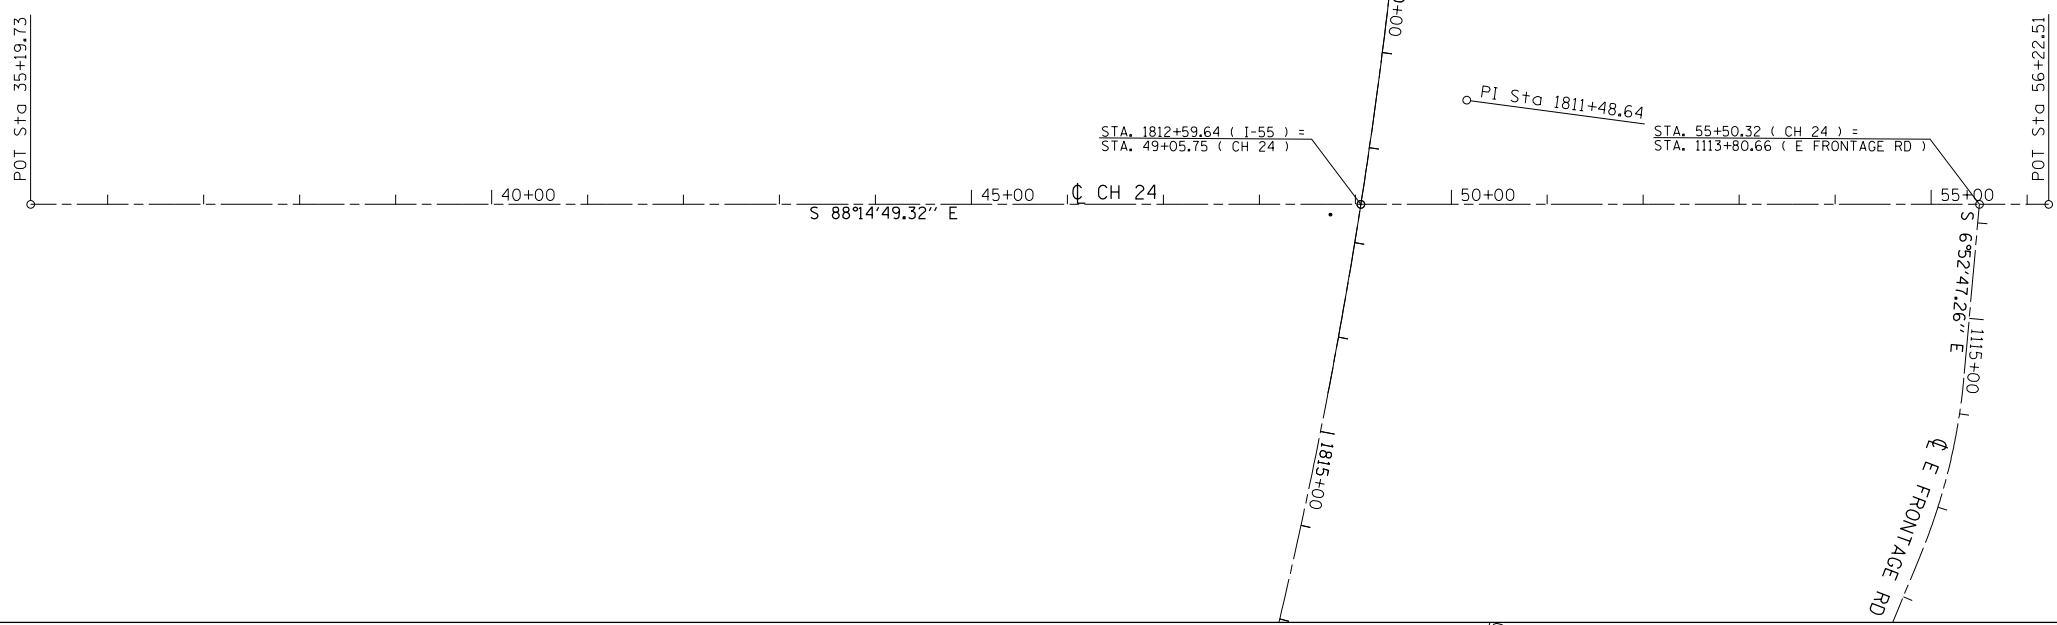 POT Sta 35+19.73
40+00
S 88°14'49.32'' E
45+00
℄ CH 24
STA. 1812+59.64 ( I-55 ) =
STA. 49+05.75 ( CH 24 )
00+
PI Sta 1811+48.64
50+00
STA. 55+50.32 ( CH 24 ) =
STA. 1113+80.66 ( E FRONTAGE RD )
55+00
POT Sta 56+22.51
S 6°52'47.26'' E
1115+00
℄ E FRONTAGE RD
1815+00